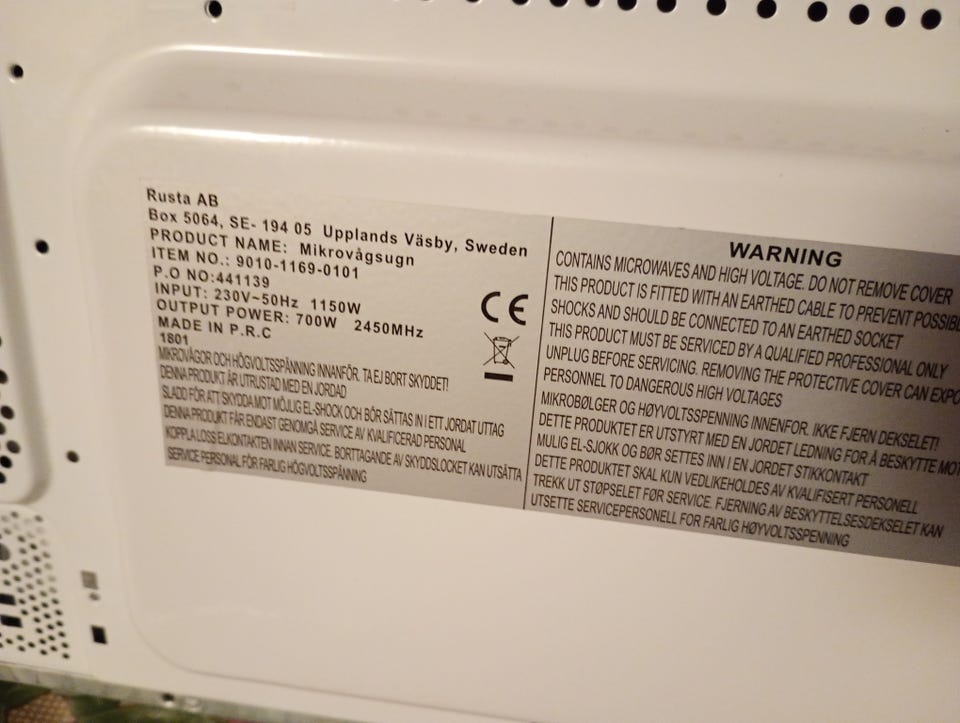 Rusta AB
Box 5064, SE- 194 05 Upplands Väsby, Sweden
PRODUCT NAME: Mikrovågsugn
ITEM NO.: 9010-1169-0101
P.O NO:441139
INPUT: 230V~50Hz 1150W
OUTPUT POWER: 700W 2450MHz
MADE IN P.R.C
1801
MIKROVÅGOR OCH HÖGVOLTSSPÄNNING INNANFÖR. TA EJ BORT SKYDDET!
DENNA PRODUKT ÄR UTRUSTAD MED EN JORDAD
SLADD FÖR ATT SKYDDA MOT MÖJLIG EL-SHOCK OCH BÖR SÄTTAS IN I ETT JORDAT UTTAG
DENNA PRODUKT FÅR ENDAST GENOMGÅ SERVICE AV KVALIFICERAD PERSONAL
KOPPLA LOSS ELKONTAKTEN INNAN SERVICE. BORTTAGANDE AV SKYDDSLOCKET KAN UTSÄTTA
SERVICE PERSONAL FÖR FARLIG HÖGVOLTSSPÄNNING
CE
WARNING
CONTAINS MICROWAVES AND HIGH VOLTAGE. DO NOT REMOVE COVER
THIS PRODUCT IS FITTED WITH AN EARTHED CABLE TO PREVENT POSSIB
SHOCKS AND SHOULD BE CONNECTED TO AN EARTHED SOCKET
THIS PRODUCT MUST BE SERVICED BY A QUALIFIED PROFESSIONAL ONLY
UNPLUG BEFORE SERVICING. REMOVING THE PROTECTIVE COVER CAN EXPO
PERSONNEL TO DANGEROUS HIGH VOLTAGES
MIKROBØLGER OG HØYVOLTSSPENNING INNENFOR. IKKE FJERN DEKSELET!
DETTE PRODUKTET ER UTSTYRT MED EN JORDET LEDNING FOR Å BESKYTTE MOT
MULIG EL-SJOKK OG BØR SETTES INN I EN JORDET STIKKONTAKT
DETTE PRODUKTET SKAL KUN VEDLIKEHOLDES AV KVALIFISERT PERSONELL
TREKK UT STØPSELET FØR SERVICE. FJERNING AV BESKYTTELSESDEKSELET KAN
UTSETTE SERVICEPERSONELL FOR FARLIG HØYVOLTSSPENNING